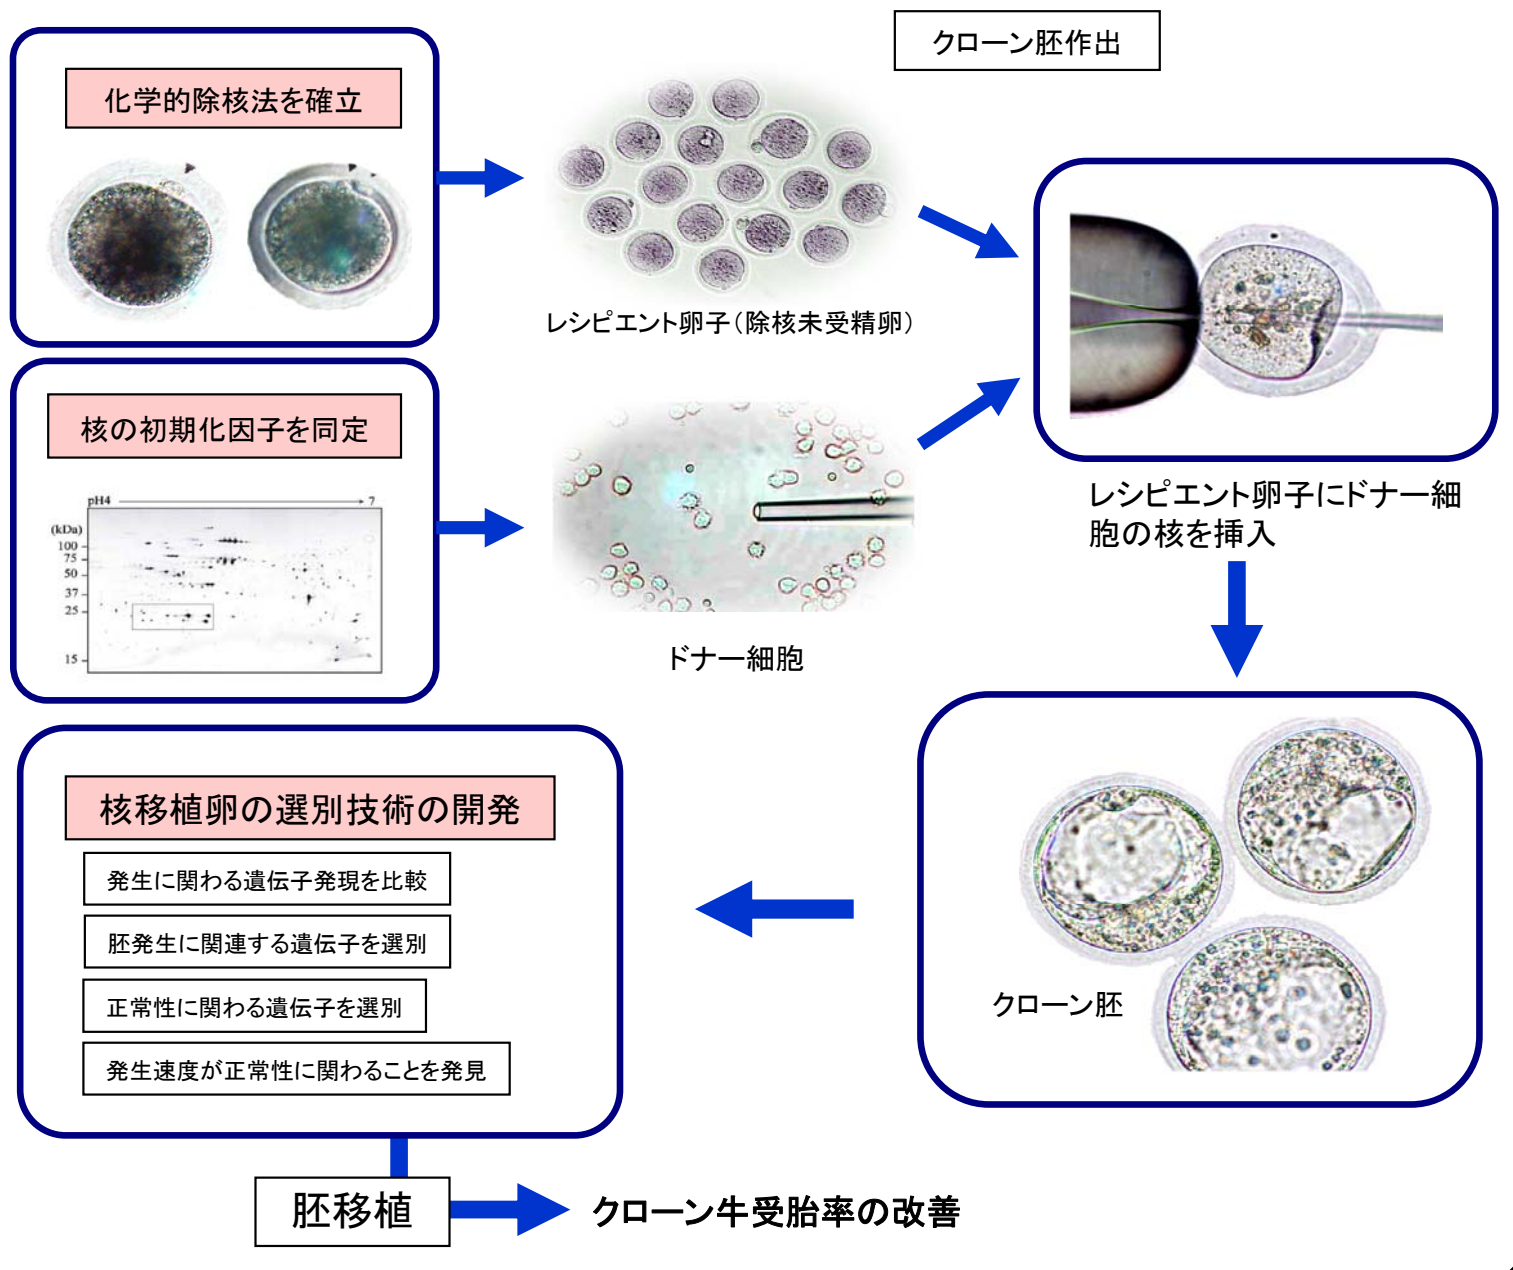 クローン胚作出
化学的除核法を確立
レシピエント卵子（除核未受精卵）
核の初期化因子を同定
pH4
7
(kDa)
100
75
50
37
25
15
ドナー細胞
レシピエント卵子にドナー細
胞の核を挿入
クローン胚
核移植卵の選別技術の開発
発生に関わる遺伝子発現を比較
胚発生に関連する遺伝子を選別
正常性に関わる遺伝子を選別
発生速度が正常性に関わることを発見
胚移植
クローン牛受胎率の改善